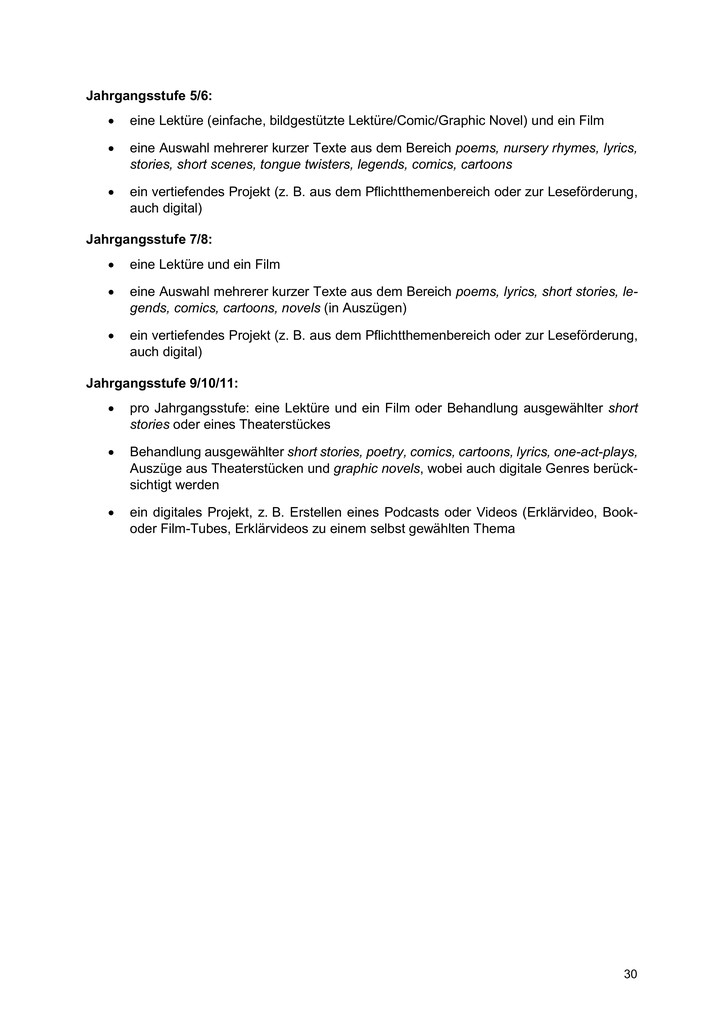 Jahrgangsstufe 5/6:
• eine Lektüre (einfache, bildgestützte Lektüre/Comic/Graphic Novel) und ein Film
• eine Auswahl mehrerer kurzer Texte aus dem Bereich poems, nursery rhymes, lyrics,
stories, short scenes, tongue twisters, legends, comics, cartoons
• ein vertiefendes Projekt (z. B. aus dem Pflichtthemenbereich oder zur Leseförderung,
auch digital)
Jahrgangsstufe 7/8:
• eine Lektüre und ein Film
• eine Auswahl mehrerer kurzer Texte aus dem Bereich poems, lyrics, short stories, le-
gends, comics, cartoons, novels (in Auszügen)
• ein vertiefendes Projekt (z. B. aus dem Pflichtthemenbereich oder zur Leseförderung,
auch digital)
Jahrgangsstufe 9/10/11:
• pro Jahrgangsstufe: eine Lektüre und ein Film oder Behandlung ausgewählter short
stories oder eines Theaterstückes
• Behandlung ausgewählter short stories, poetry, comics, cartoons, lyrics, one-act-plays,
Auszüge aus Theaterstücken und graphic novels, wobei auch digitale Genres berück-
sichtigt werden
• ein digitales Projekt, z. B. Erstellen eines Podcasts oder Videos (Erklärvideo, Book-
oder Film-Tubes, Erklärvideos zu einem selbst gewählten Thema
30